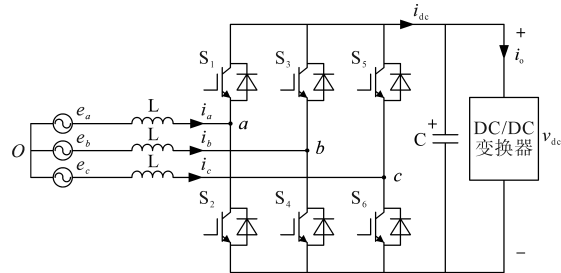 i_dc
S_1 S_3 S_5
+
i_o
e_a L i_a a
O e_b L i_b b
e_c L i_c c
C +
DC/DC
变换器
v_dc
S_2 S_4 S_6
−